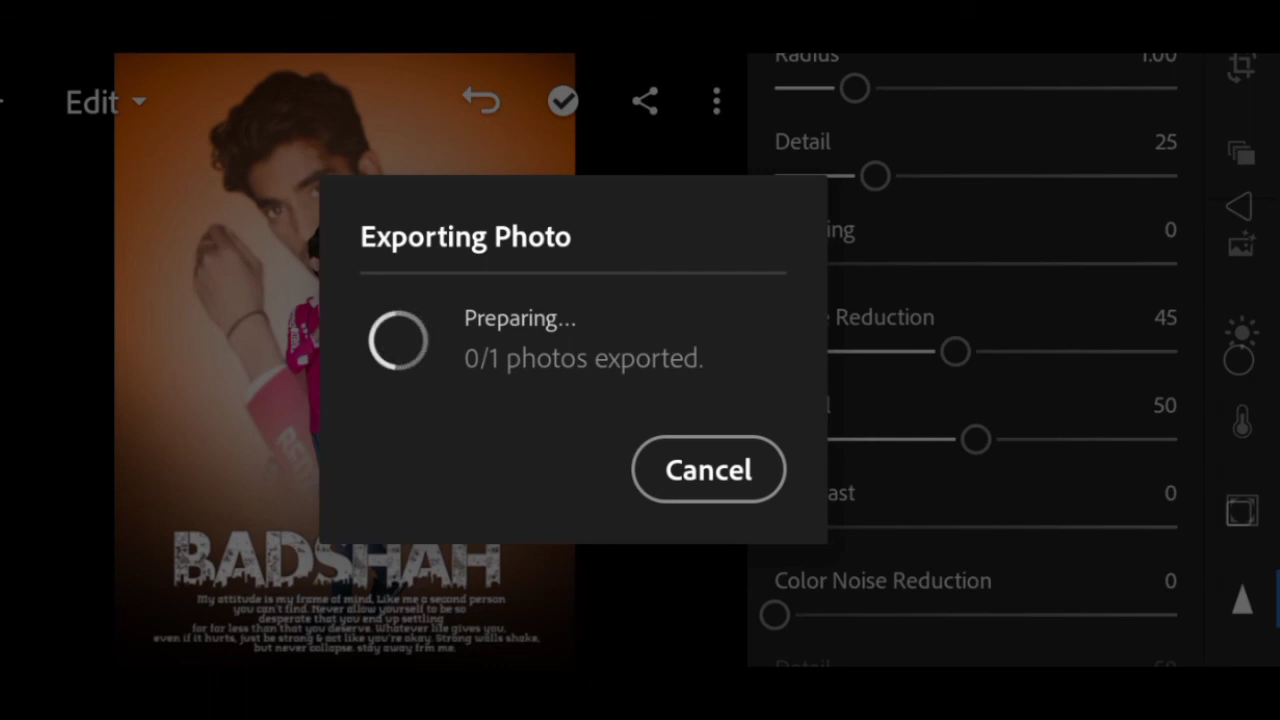 Edit
Radius 1.00
Detail 25
ing 0
Reduction 45
50
ast 0
Color Noise Reduction 0
Detail 50
Exporting Photo
Preparing...
0/1 photos exported.
Cancel
BADSHAH
My attitude is my frame of mind, Like me a second person
you can't find. Never allow yourself to be so
desperate that you end up settling
for far less than that you deserve. Whatever life gives you,
even if it hurts, just be strong & act like you're okay. Strong walls shake,
but never collapse. stay away frm me.